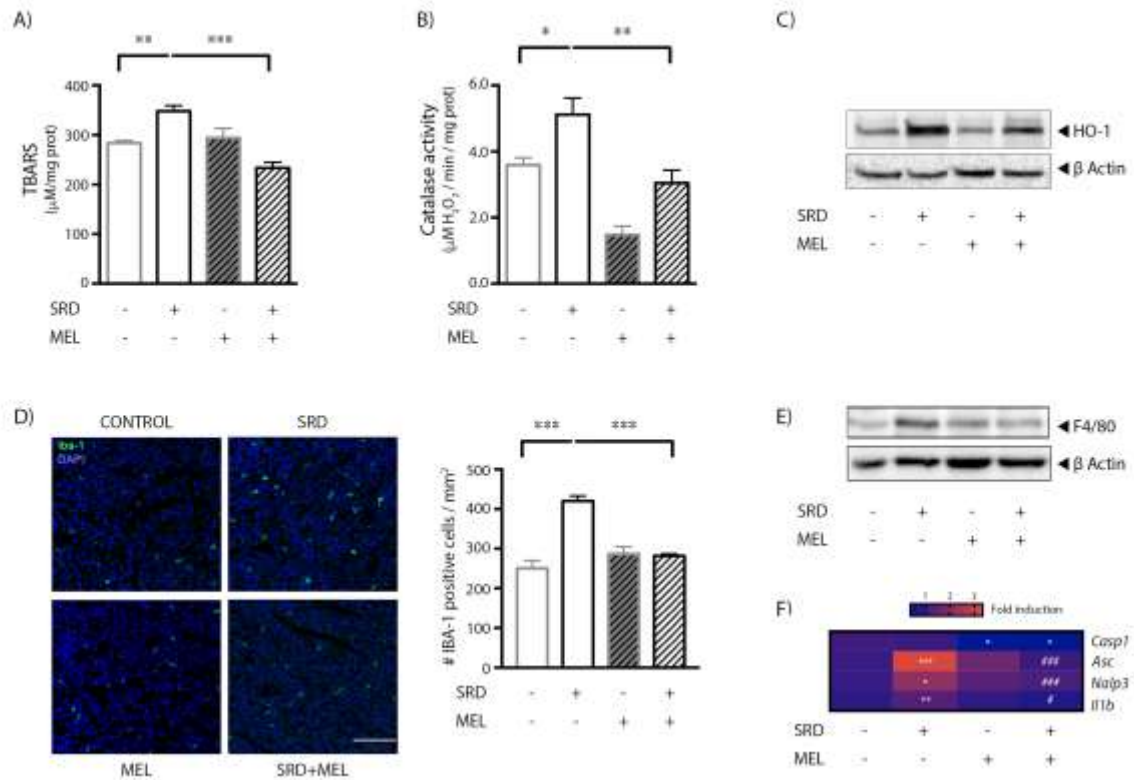 A)
** ***
400
300
200
100
0
TBARS
(μM/mg prot)
SRD - + - +
MEL - - + +
B)
* **
6.0
4.0
2.0
0.0
Catalase activity
(μM H₂O₂ / min / mg prot)
SRD - + - +
MEL - - + +
C)
HO-1
β Actin
SRD - + - +
MEL - - + +
D)
CONTROL SRD
Iba-1
DAPI
MEL SRD+MEL
*** ***
500
400
300
200
100
0
# IBA-1 positive cells / mm²
SRD - + - +
MEL - - + +
E)
F4/80
β Actin
SRD - + - +
MEL - - + +
F)
1 2 3
Fold induction
* * Casp1
*** ### Asc
* ### Nalp3
** # Il1b
SRD - + - +
MEL - - + +